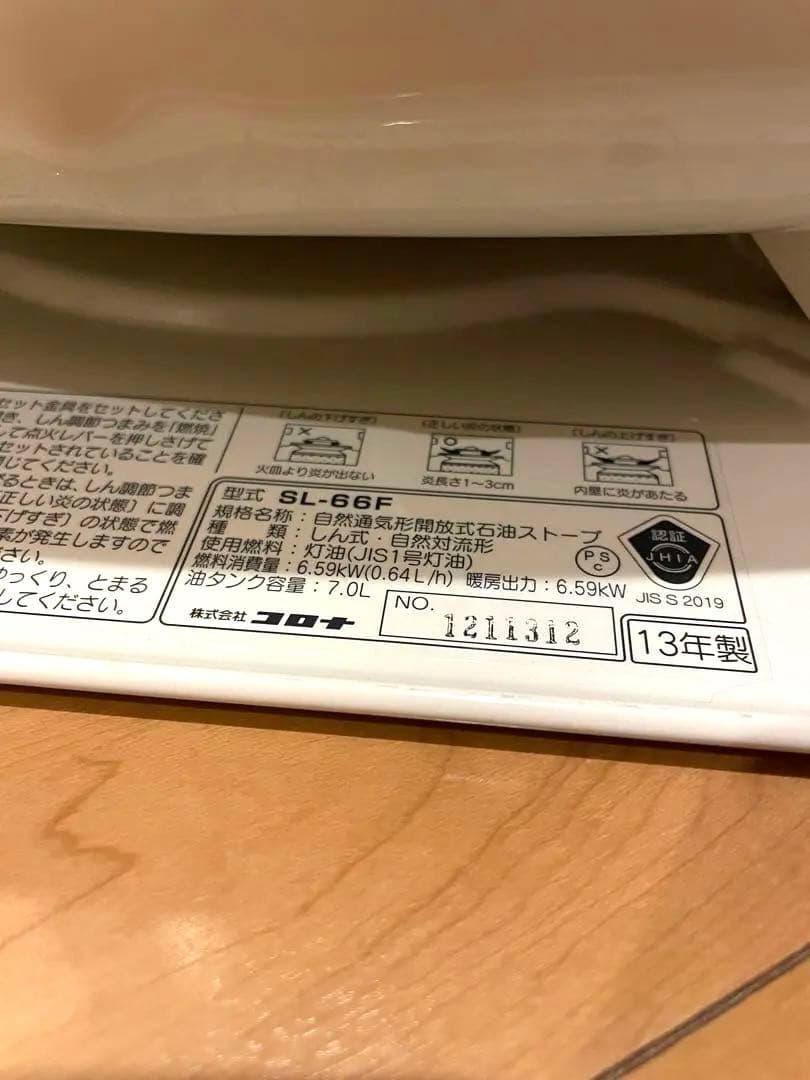 セット金具をセットしてくださ
き、しん調節つまみを「燃焼」
して点火レバーを押しさげて
セットされていることを確
じてください。
るときは、しん調節つま
正しい炎の状態〕に調
げすぎ〕の状態で燃
素が発生しますので
さい。
ゆっくり、とまる
してください。
〔しんの下げすぎ〕
火皿より炎が出ない
〔正しい炎の状態〕
炎長さ1~3cm
〔しんの上げすぎ〕
内壁に炎があたる
型式 SL-66F
規格名称:自然通気形開放式石油ストーブ
種 類:しん式・自然対流形
使用燃料:灯油(JIS1号灯油)
燃料消費量:6.59kW(0.64L/h) 暖房出力:6.59kW
油タンク容量:7.0L
PS
C
認証
JHIA
JIS S 2019
株式会社 コロナ
NO. 1211312
13年製